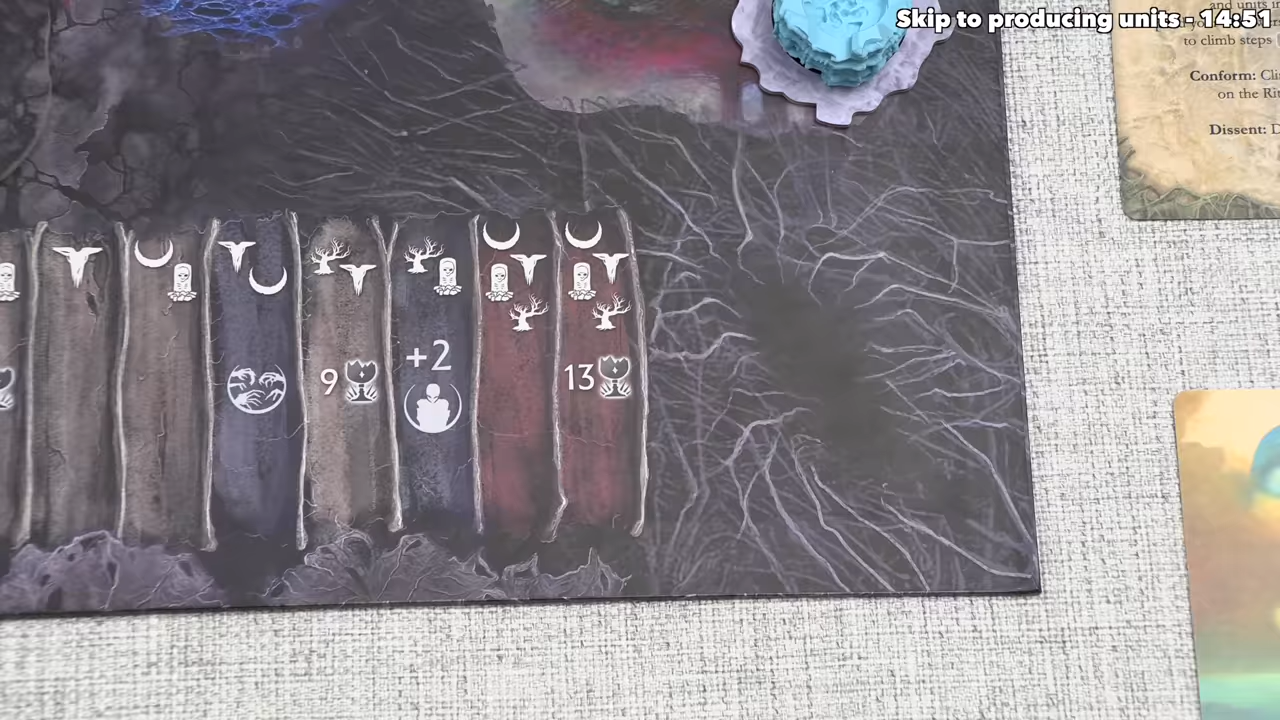 Skip to producing units - 14:51
and units in
to climb steps
Conform: Cli
on the Rit
Dissent: D
+2
9
13